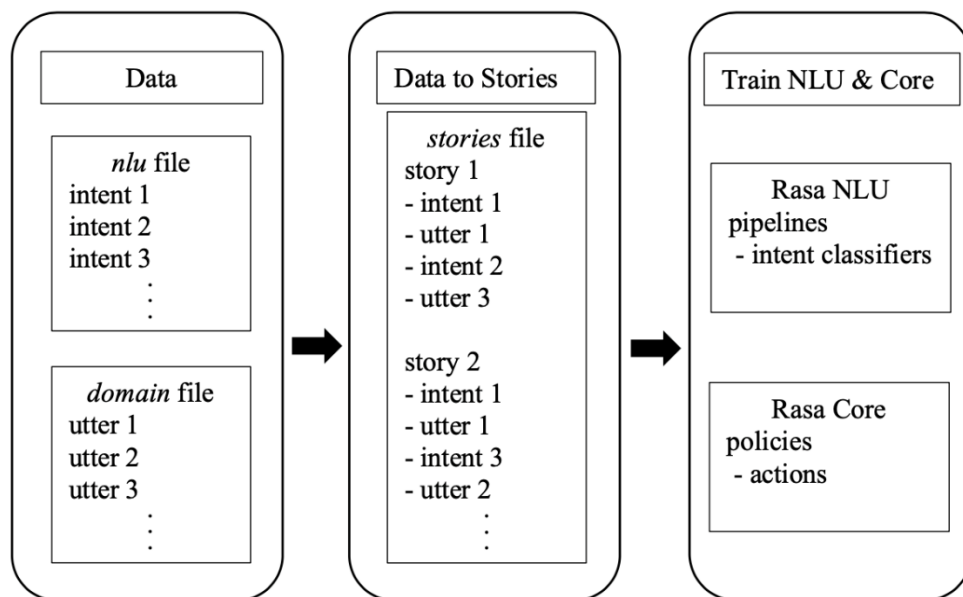 Data
nlu file
intent 1
intent 2
intent 3
.
.
.
domain file
utter 1
utter 2
utter 3
.
.
.
Data to Stories
stories file
story 1
- intent 1
- utter 1
- intent 2
- utter 3
story 2
- intent 1
- utter 1
- intent 3
- utter 2
.
.
.
Train NLU & Core
Rasa NLU
pipelines
- intent classifiers
Rasa Core
policies
- actions